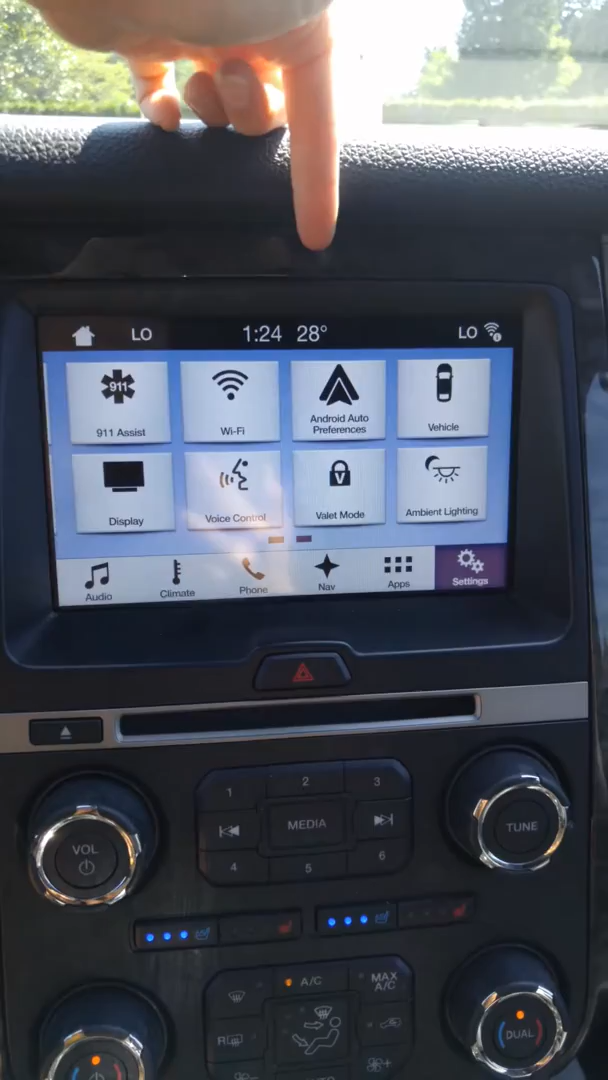 LO 1:24 28° LO
911
911 Assist Wi-Fi Android Auto Preferences Vehicle
Display Voice Control V Valet Mode Ambient Lighting
Audio Climate Phone Nav Apps Settings
1 2 3
VOL MEDIA TUNE
4 5 6
A/C MAX A/C
R
DUAL